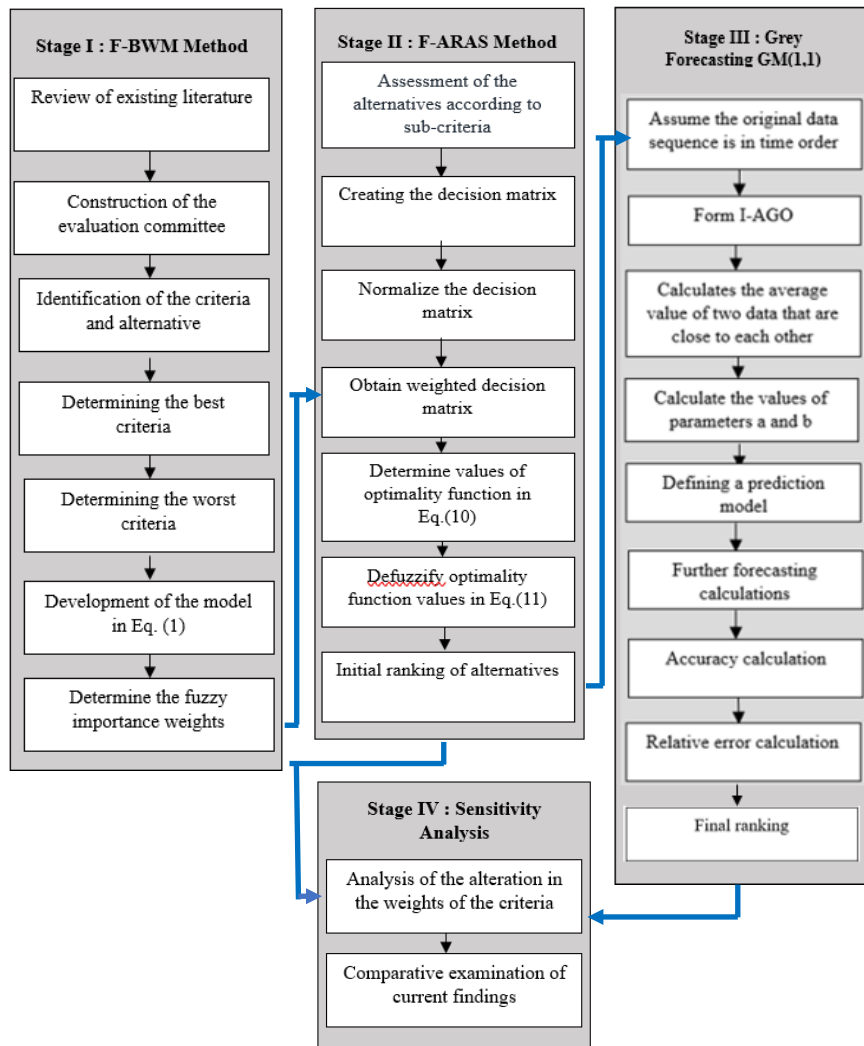 Stage I : F-BWM Method
Review of existing literature
Construction of the
evaluation committee
Identification of the criteria
and alternative
Determining the best
criteria
Determining the worst
criteria
Development of the model
in Eq. (1)
Determine the fuzzy
importance weights
Stage II : F-ARAS Method
Assessment of the
alternatives according to
sub-criteria
Creating the decision matrix
Normalize the decision
matrix
Obtain weighted decision
matrix
Determine values of
optimality function in
Eq.(10)
Defuzzify optimality
function values in Eq.(11)
Initial ranking of alternatives
Stage III : Grey
Forecasting GM(1,1)
Assume the original data
sequence is in time order
Form I-AGO
Calculates the average
value of two data that are
close to each other
Calculate the values of
parameters a and b
Defining a prediction
model
Further forecasting
calculations
Accuracy calculation
Relative error calculation
Final ranking
Stage IV : Sensitivity
Analysis
Analysis of the alteration in
the weights of the criteria
Comparative examination of
current findings